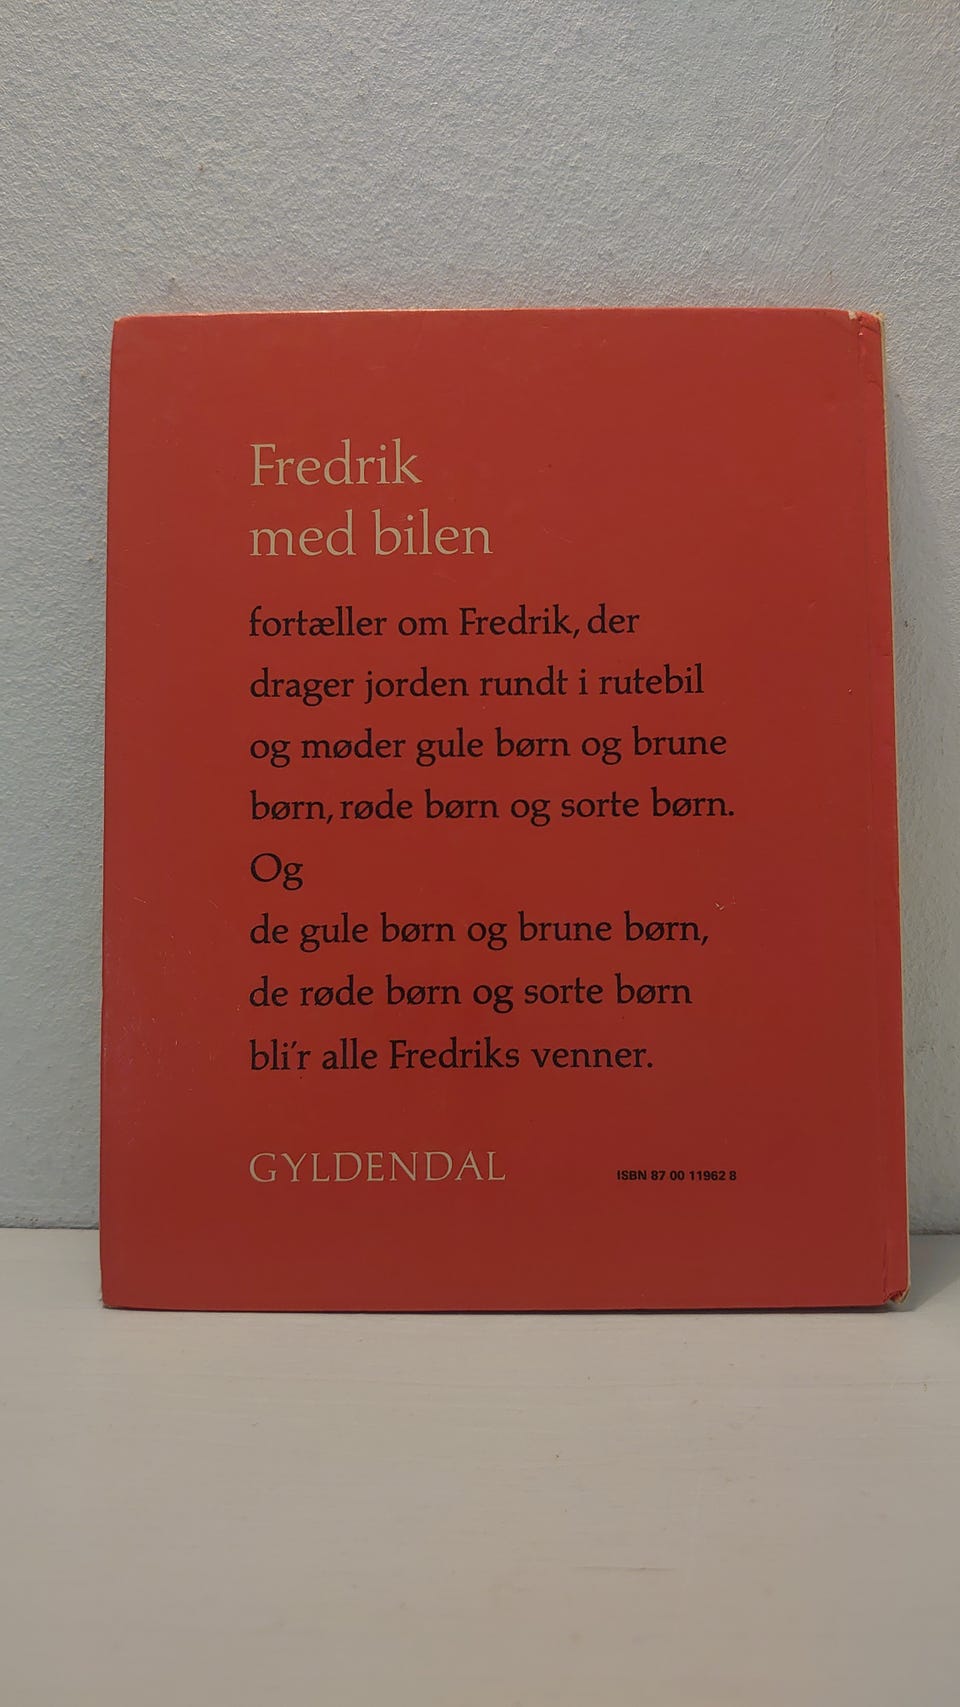 Fredrik
med bilen
fortæller om Fredrik, der
drager jorden rundt i rutebil
og møder gule børn og brune
børn, røde børn og sorte børn.
Og
de gule børn og brune børn,
de røde børn og sorte børn
bli'r alle Fredriks venner.
GYLDENDAL
ISBN 87 00 11962 8